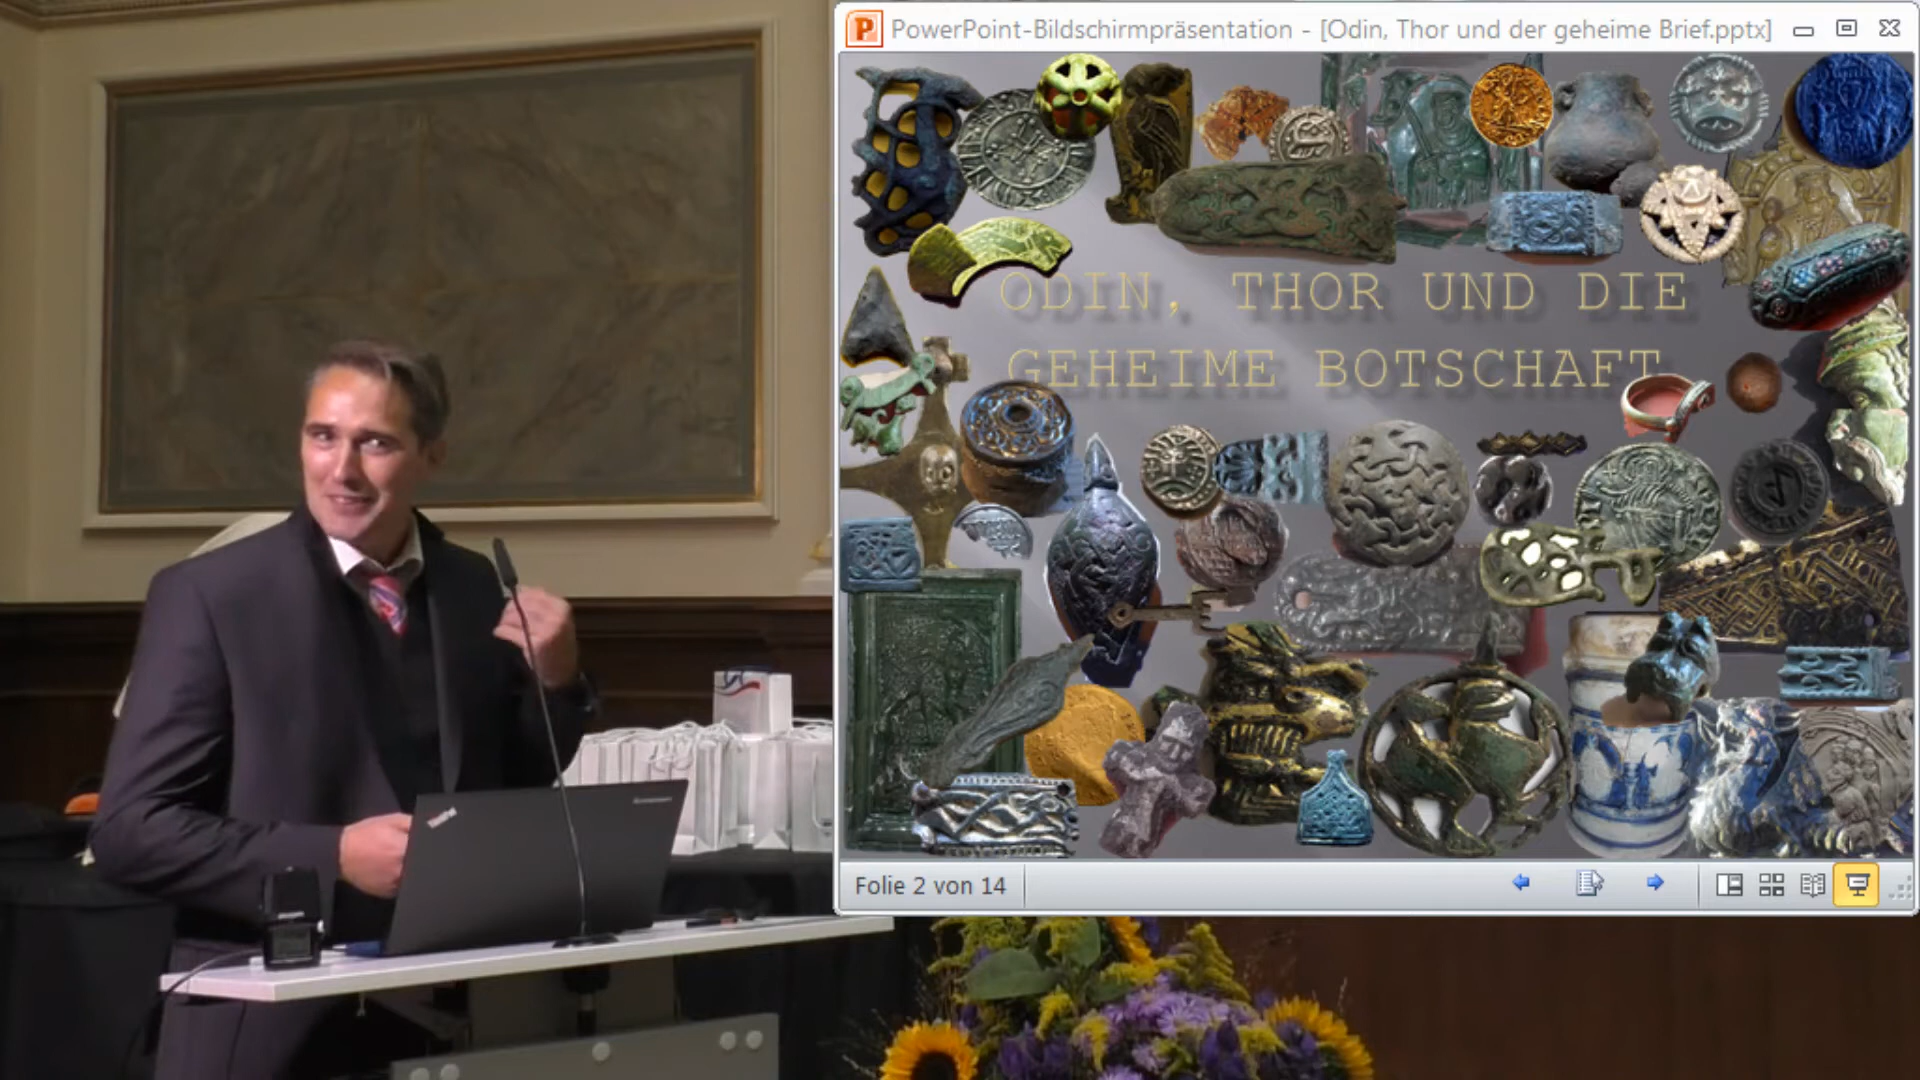 PowerPoint-Bildschirmpräsentation - [Odin, Thor und der geheime Brief.pptx]
ODIN, THOR UND DIE
GEHEIME BOTSCHAFT
ThinkPad
Folie 2 von 14